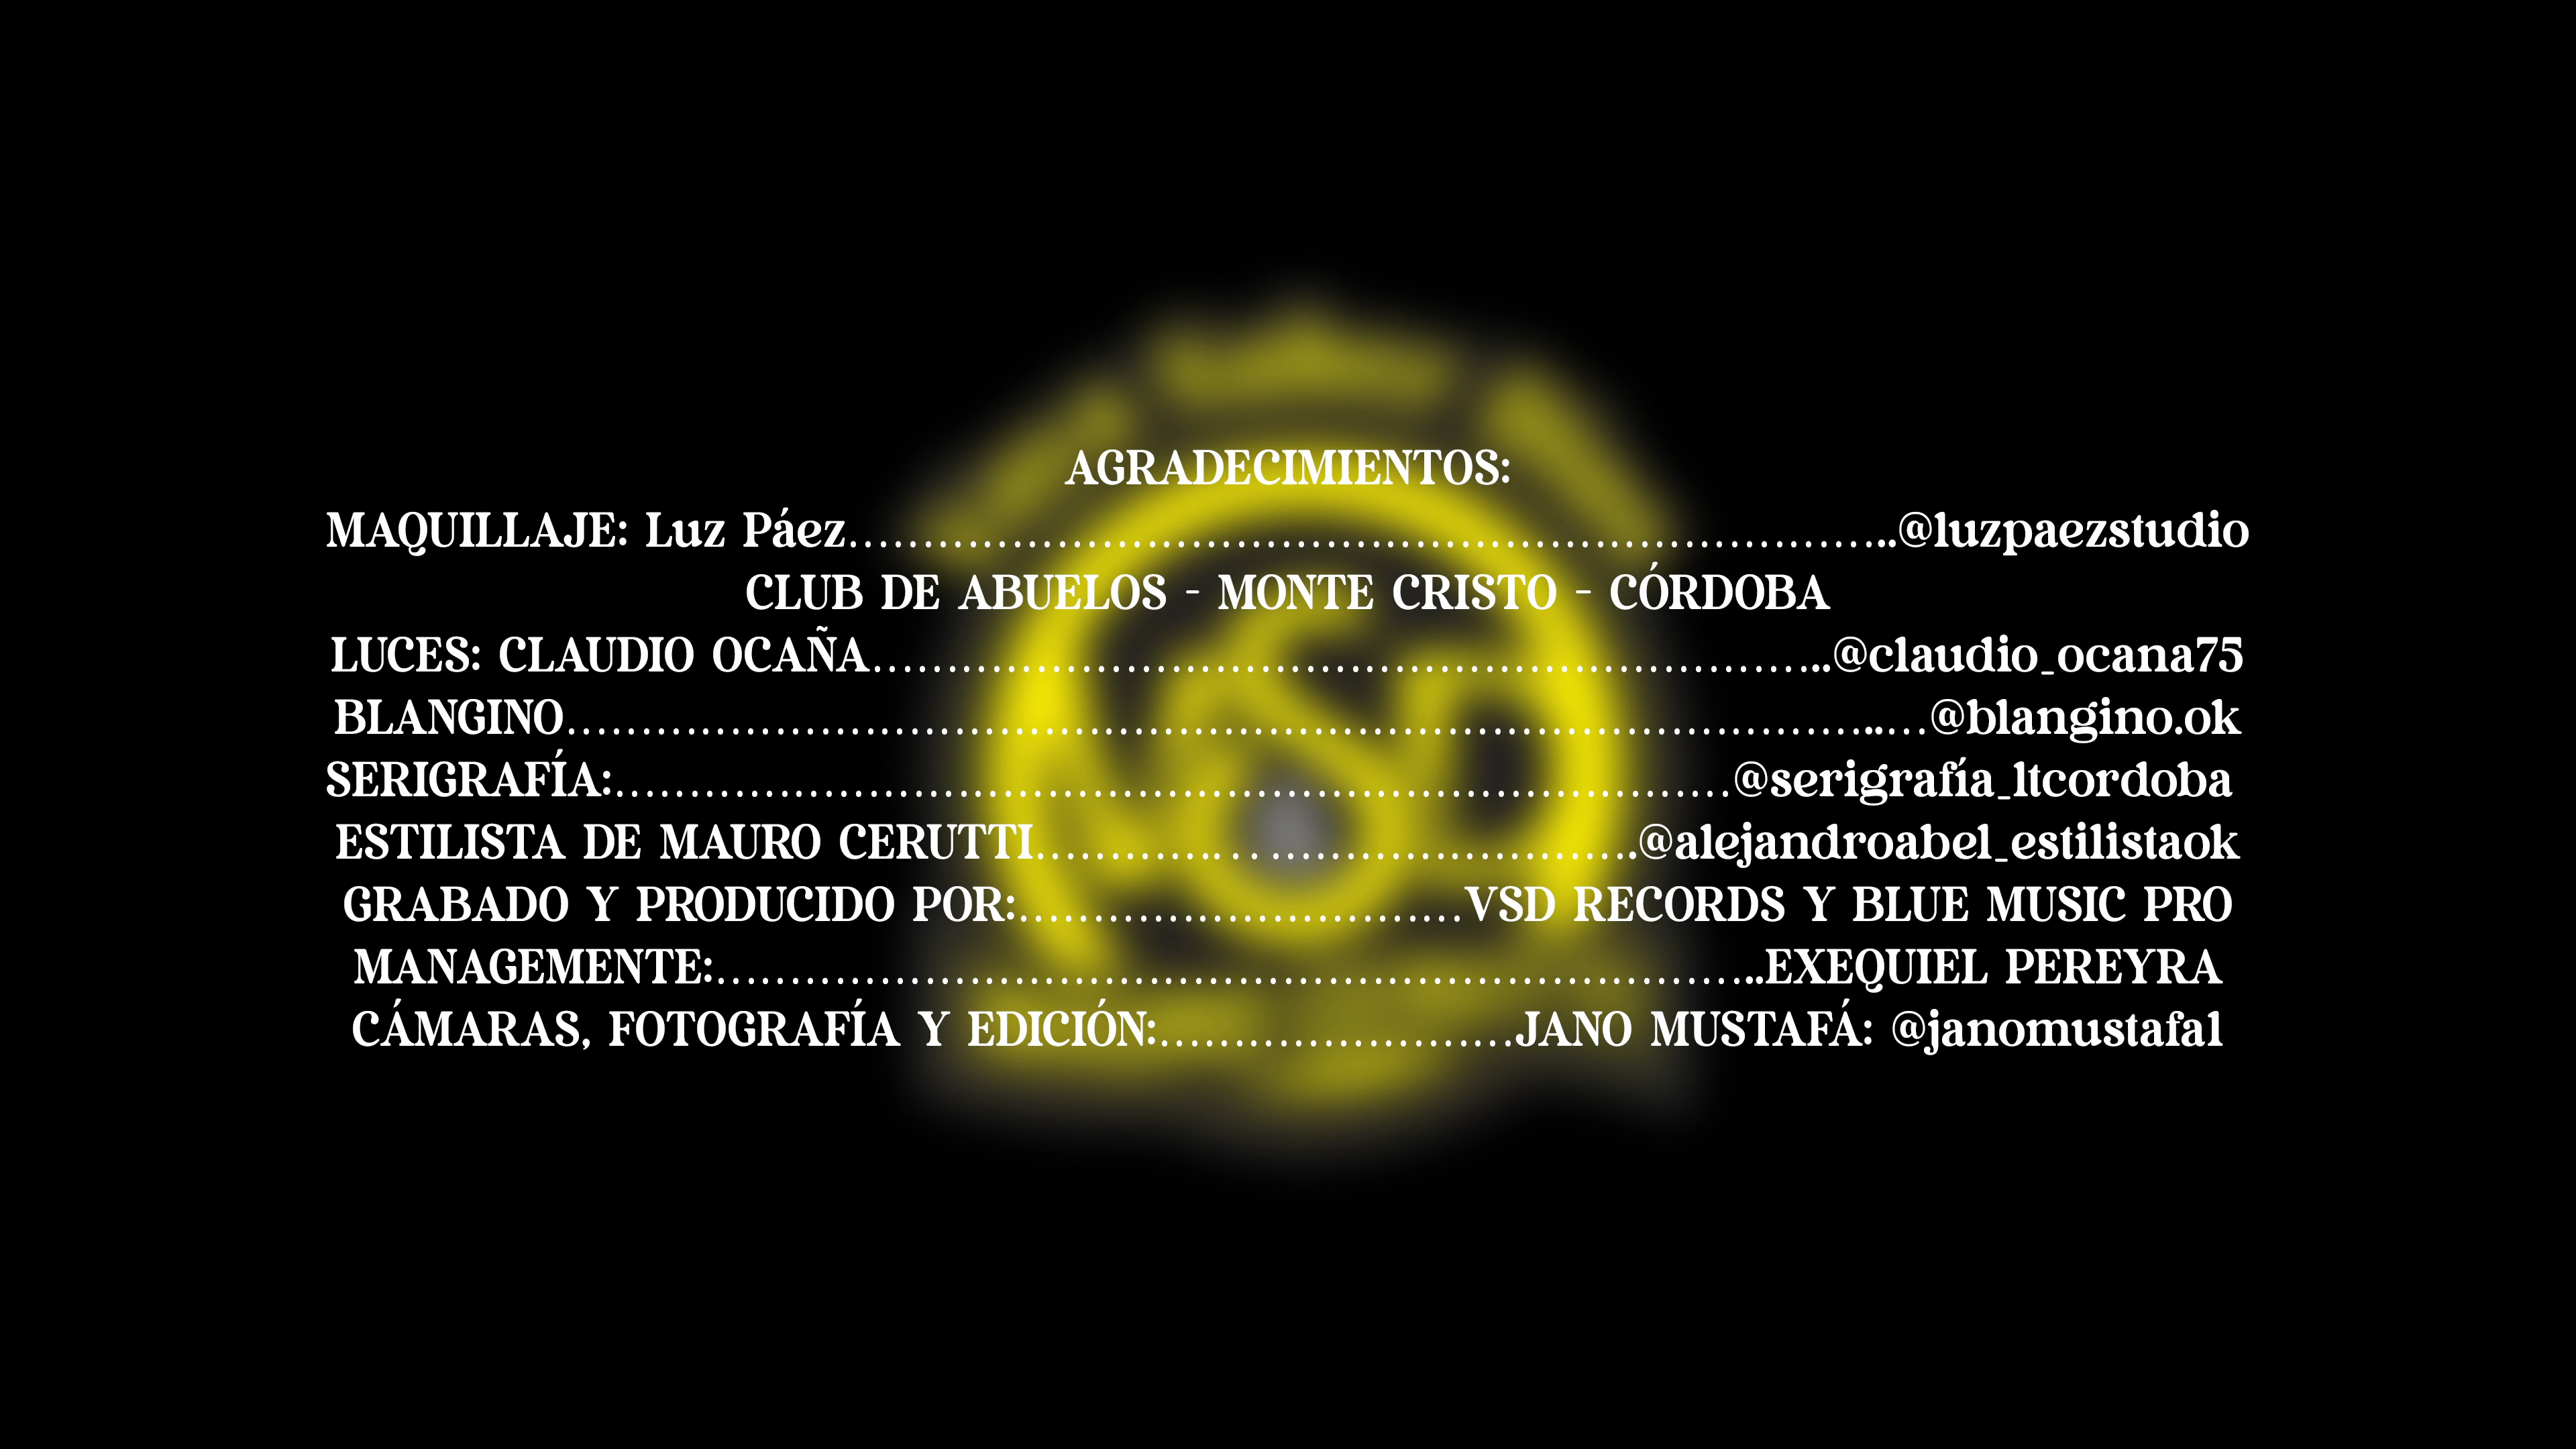 AGRADECIMIENTOS:
MAQUILLAJE: Luz Páez.......................................................................@luzpaezstudio
CLUB DE ABUELOS - MONTE CRISTO - CÓRDOBA
LUCES: CLAUDIO OCAÑA..................................................................@claudio_ocana75
BLANGINO...........................................................................................@blangino.ok
SERIGRAFÍA:...........................................................................@serigrafía_ltcordoba
ESTILISTA DE MAURO CERUTTI.........................................@alejandroabel_estilistaok
GRABADO Y PRODUCIDO POR:..............................VSD RECORDS Y BLUE MUSIC PRO
MANAGEMENTE:.......................................................................EXEQUIEL PEREYRA
CÁMARAS, FOTOGRAFÍA Y EDICIÓN:........................JANO MUSTAFÁ: @janomustafa1